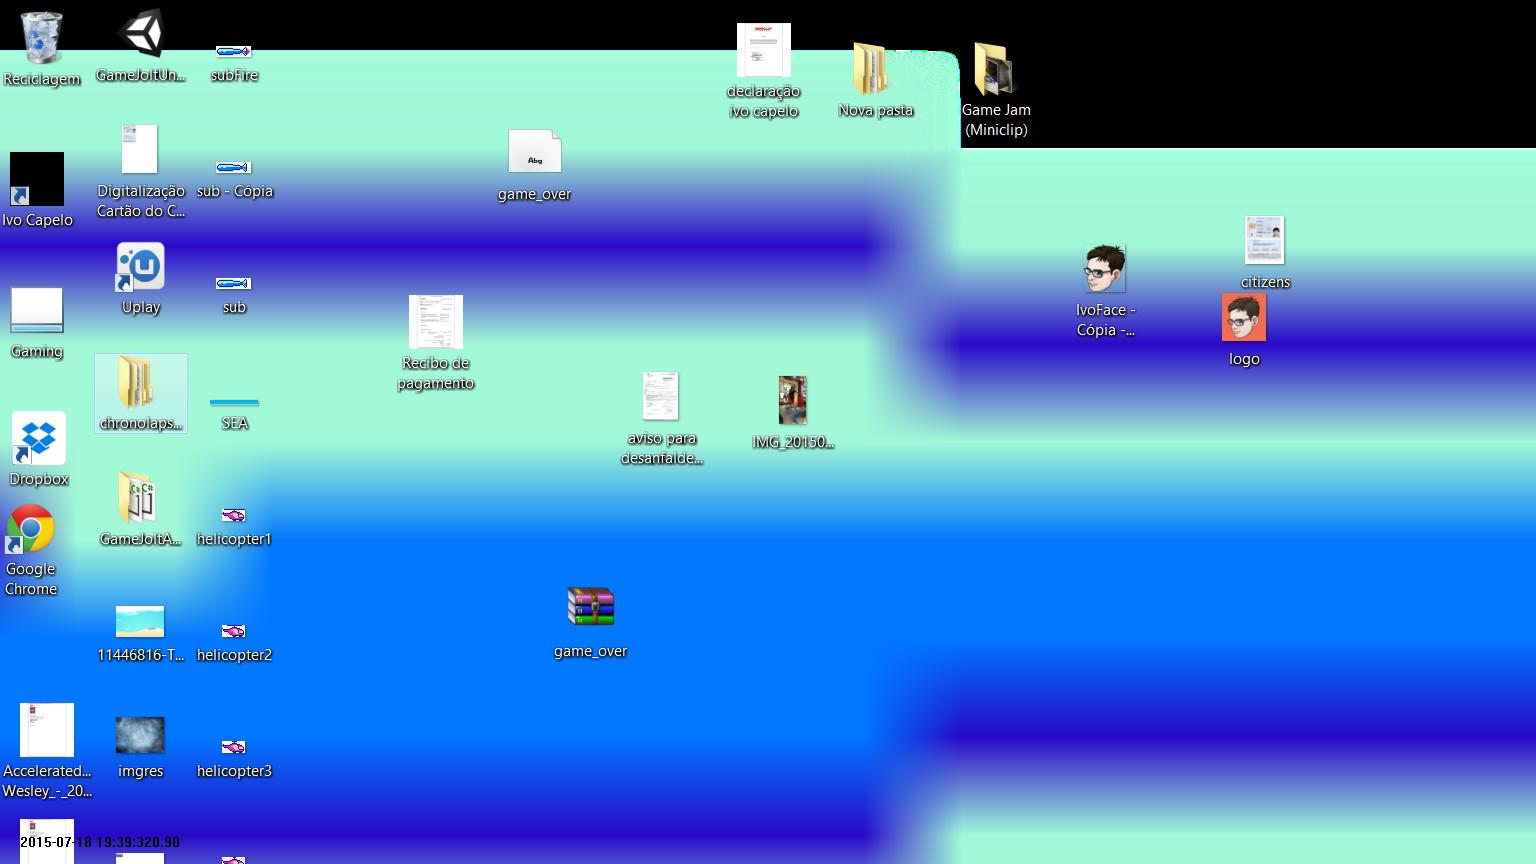 Reciclagem
GameJoltUn...
subFire
declaração
ivo capelo
Nova pasta
Game Jam
(Miniclip)
Ivo Capelo
Digitalização
Cartão do C...
sub - Cópia
Abg
game_over
Gaming
Uplay
sub
Recibo de
pagamento
citizens
IvoFace -
Cópia -...
logo
Dropbox
chronolaps...
SEA
aviso para
desanfalde...
IMG_20150...
Google
Chrome
GameJoltA...
helicopter1
11446816-T...
helicopter2
game_over
Accelerated...
Wesley_-_20...
imgres
helicopter3
2015-07-18 19:39:320.90